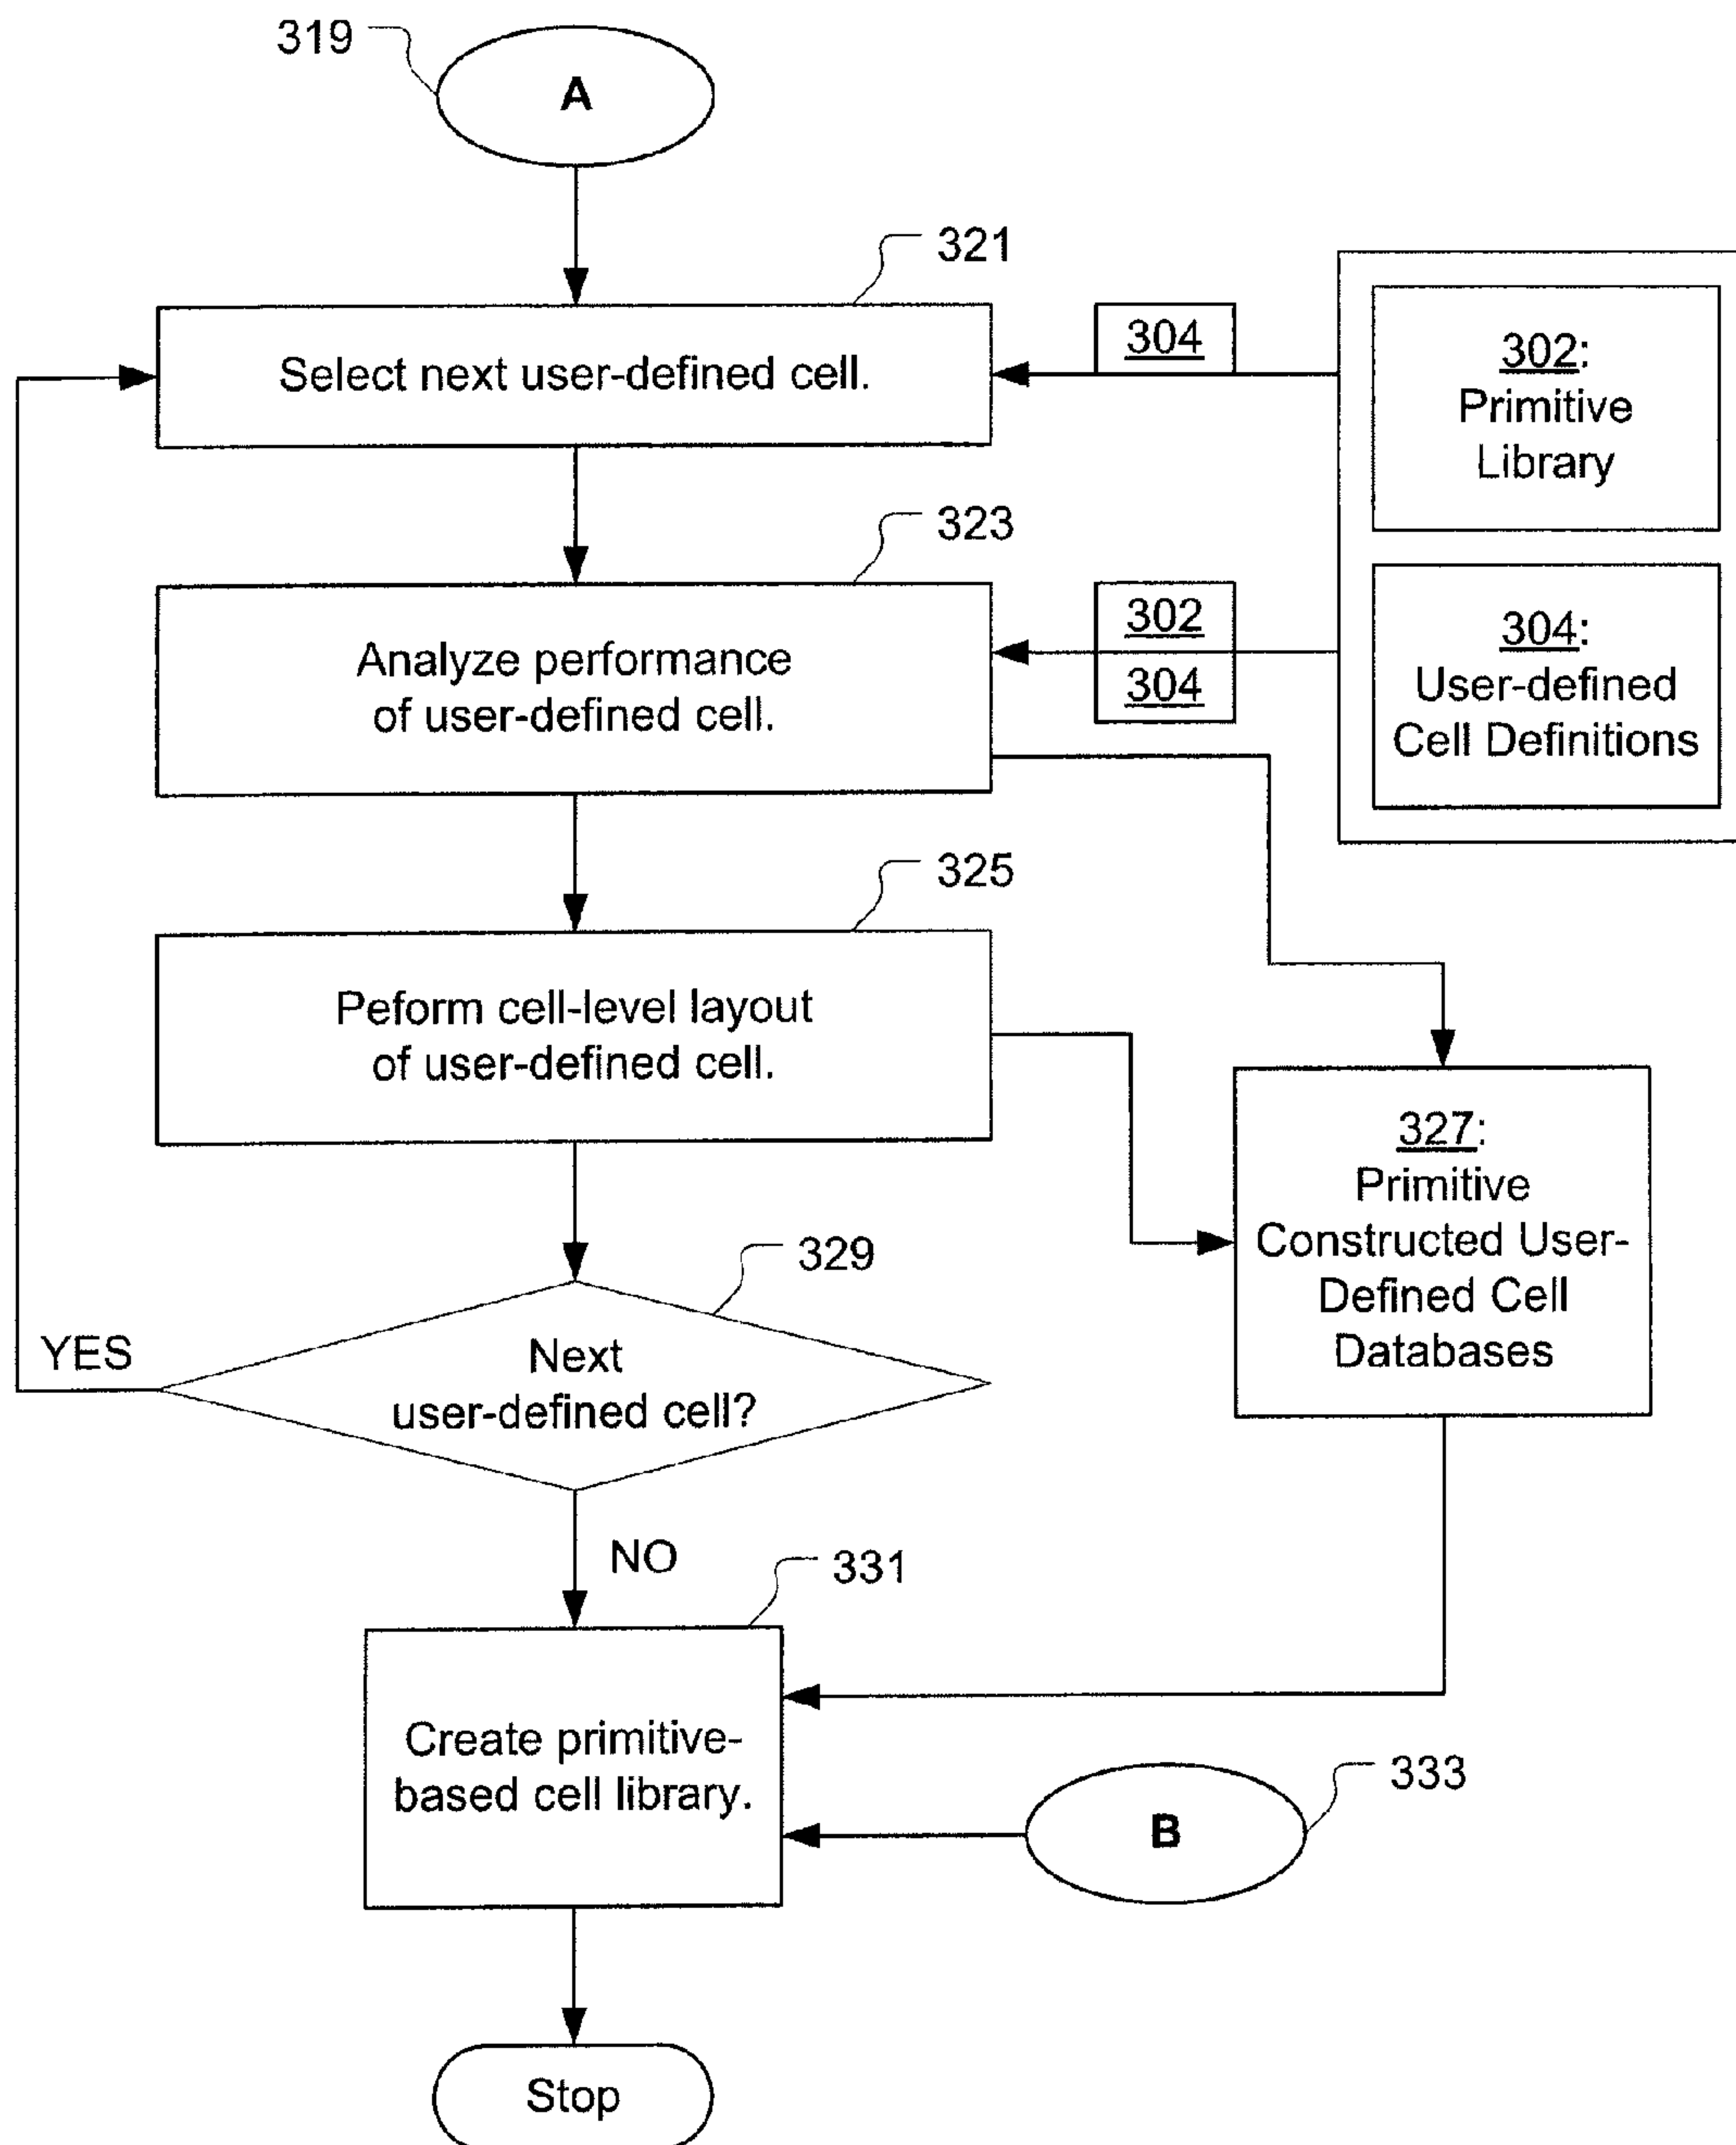 319
A
321
Select next user-defined cell.
304
302:
Primitive
Library
323
Analyze performance
of user-defined cell.
302
304
304:
User-defined
Cell Definitions
325
Peform cell-level layout
of user-defined cell.
327:
Primitive
Constructed User-
Defined Cell
Databases
329
YES
Next
user-defined cell?
NO
331
Create primitive-
based cell library.
333
B
Stop